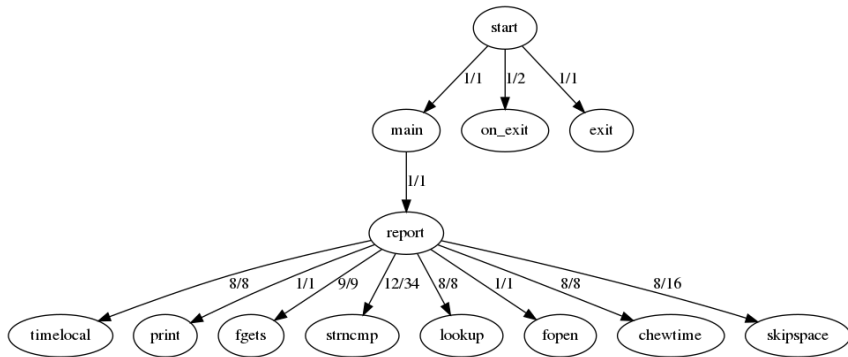 start
1/1 1/2 1/1
main on_exit exit
1/1
report
8/8 1/1 9/9 12/34 8/8 1/1 8/8 8/16
timelocal print fgets strncmp lookup fopen chewtime skipspace